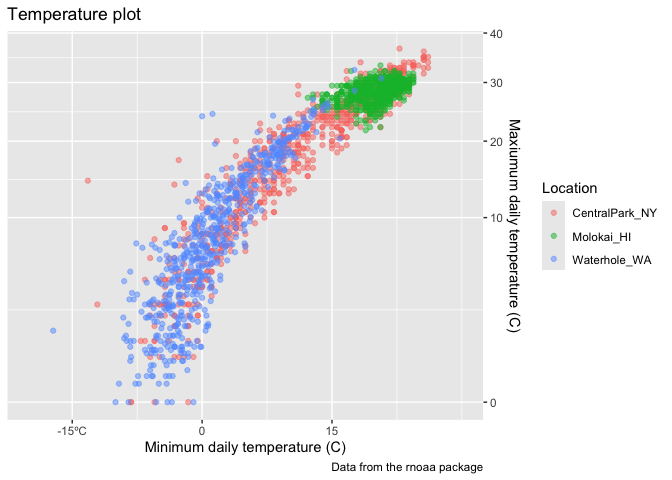 Temperature plot
40
30
20
10
0
Maxiumum daily temperature (C)
-15ºC
0
15
Minimum daily temperature (C)
Data from the rnoaa package
Location
CentralPark_NY
Molokai_HI
Waterhole_WA